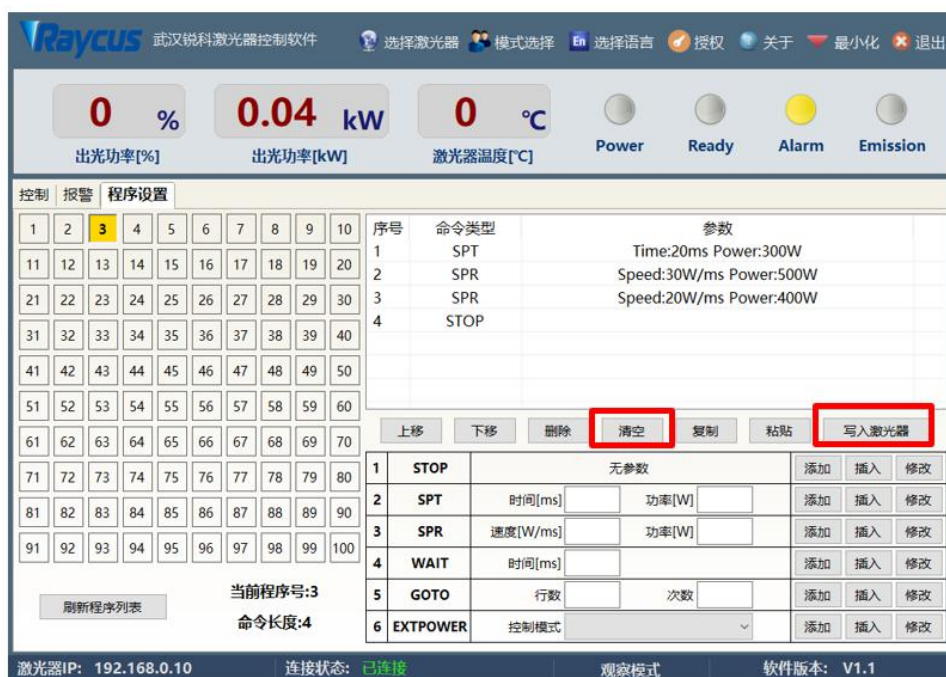 Raycus 武汉锐科激光器控制软件 选择激光器 模式选择 En 选择语言 授权 关于 最小化 退出
0 % 0.04 kW 0 ℃
出光功率[%] 出光功率[kW] 激光器温度[℃] Power Ready Alarm Emission
控制 报警 程序设置
1 2 3 4 5 6 7 8 9 10
11 12 13 14 15 16 17 18 19 20
21 22 23 24 25 26 27 28 29 30
31 32 33 34 35 36 37 38 39 40
41 42 43 44 45 46 47 48 49 50
51 52 53 54 55 56 57 58 59 60
61 62 63 64 65 66 67 68 69 70
71 72 73 74 75 76 77 78 79 80
81 82 83 84 85 86 87 88 89 90
91 92 93 94 95 96 97 98 99 100
刷新程序列表
当前程序号:3
命令长度:4
序号 命令类型 参数
1 SPT Time:20ms Power:300W
2 SPR Speed:30W/ms Power:500W
3 SPR Speed:20W/ms Power:400W
4 STOP
上移 下移 删除 清空 复制 粘贴 写入激光器
1 STOP 无参数 添加 插入 修改
2 SPT 时间[ms] 功率[W] 添加 插入 修改
3 SPR 速度[W/ms] 功率[W] 添加 插入 修改
4 WAIT 时间[ms] 添加 插入 修改
5 GOTO 行数 次数 添加 插入 修改
6 EXTPOWER 控制模式 添加 插入 修改
激光器IP: 192.168.0.10 连接状态: 已连接 观察模式 软件版本: V1.1